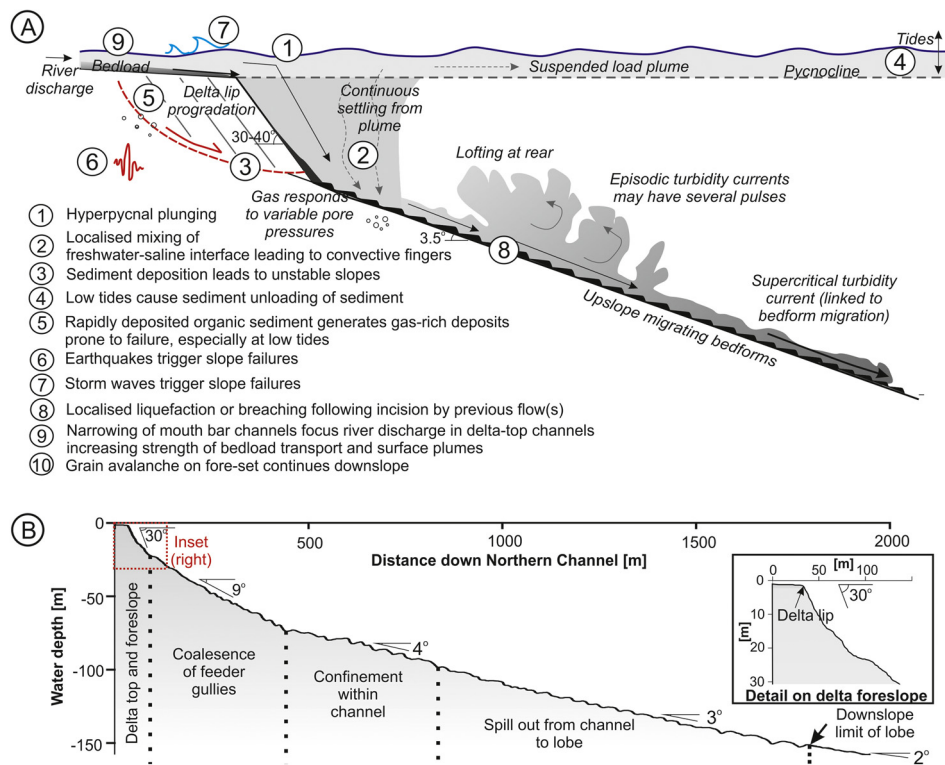 A
9
7
1
Tides
River
discharge
Bedload
Suspended load plume
Pycnocline
4
5
Delta lip
progradation
Continuous
settling from
plume
30-40°
2
6
3
Lofting at rear
Episodic turbidity currents
may have several pulses
Gas responds
to variable pore
pressures
3.5°
8
Upslope migrating bedforms
Supercritical turbidity
current (linked to
bedform migration)
1 Hyperpycnal plunging
2 Localised mixing of
freshwater-saline interface leading to convective fingers
3 Sediment deposition leads to unstable slopes
4 Low tides cause sediment unloading of sediment
5 Rapidly deposited organic sediment generates gas-rich deposits
prone to failure, especially at low tides
6 Earthquakes trigger slope failures
7 Storm waves trigger slope failures
8 Localised liquefaction or breaching following incision by previous flow(s)
9 Narrowing of mouth bar channels focus river discharge in delta-top channels
increasing strength of bedload transport and surface plumes
10 Grain avalanche on fore-set continues downslope
B
0
500
1000
1500
2000
Distance down Northern Channel [m]
Water depth [m]
-50
-100
-150
30°
Inset
(right)
9°
4°
3°
2°
Delta top and foreslope
Coalesence
of feeder
gullies
Confinement
within
channel
Spill out from channel
to lobe
Downslope
limit of lobe
[m]
0 50 100
0
10
20
30
[m]
30°
Delta lip
Detail on delta foreslope